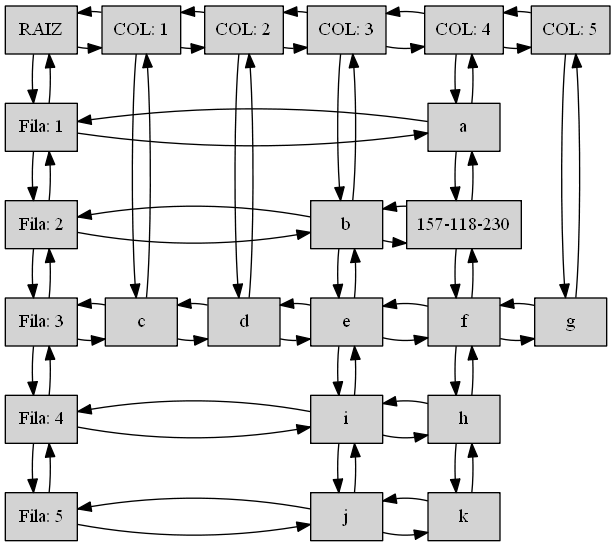 RAIZ COL: 1 COL: 2 COL: 3 COL: 4 COL: 5
Fila: 1 a
Fila: 2 b 157-118-230
Fila: 3 c d e f g
Fila: 4 i h
Fila: 5 j k